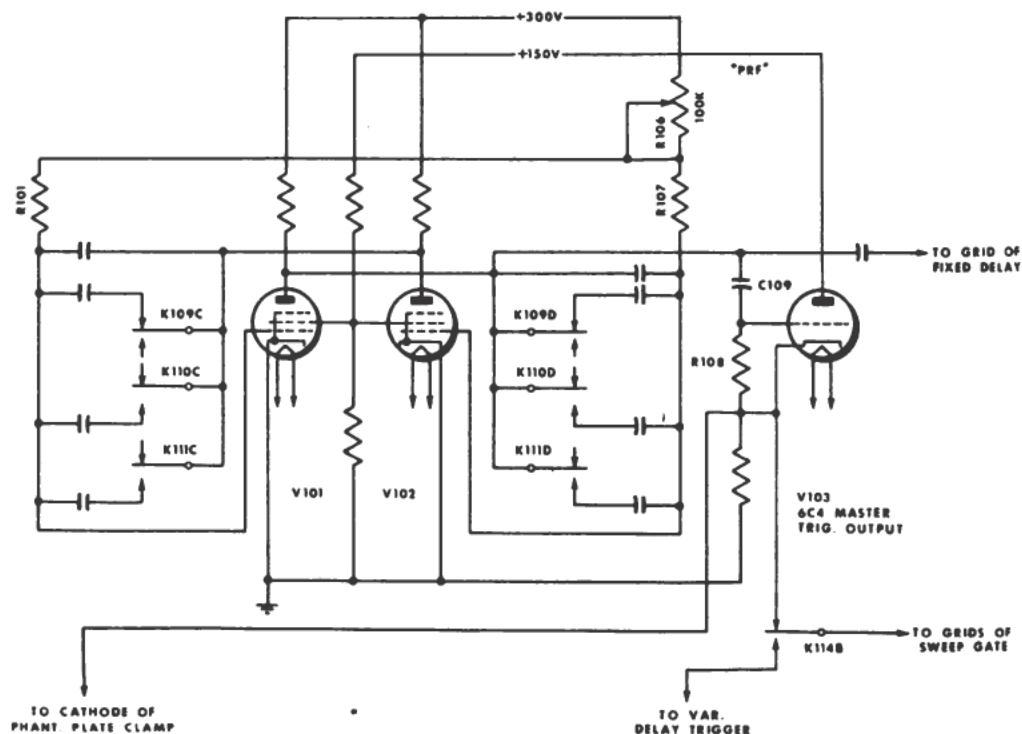 +300V
+150V
"PRF"
R106
100K
R101
R107
TO GRID OF
FIXED DELAY
C109
K109C
K109D
R108
K110C
K110D
K111C
K111D
V101
V102
V103
6C4 MASTER
TRIG. OUTPUT
K114B
TO GRIDS OF
SWEEP GATE
TO CATHODE OF
PHANT. PLATE CLAMP
TO VAR.
DELAY TRIGGER